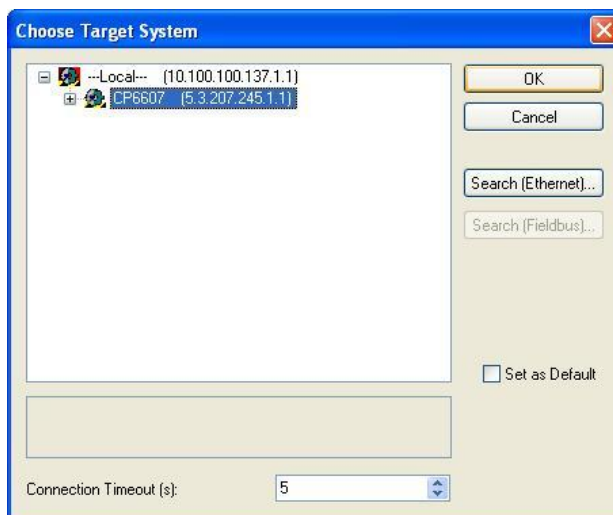 Choose Target System
---Local--- (10.100.100.137.1.1)
CP6607 (5.3.207.245.1.1)
OK
Cancel
Search (Ethernet)...
Search (Fieldbus)...
Set as Default
Connection Timeout (s):
5